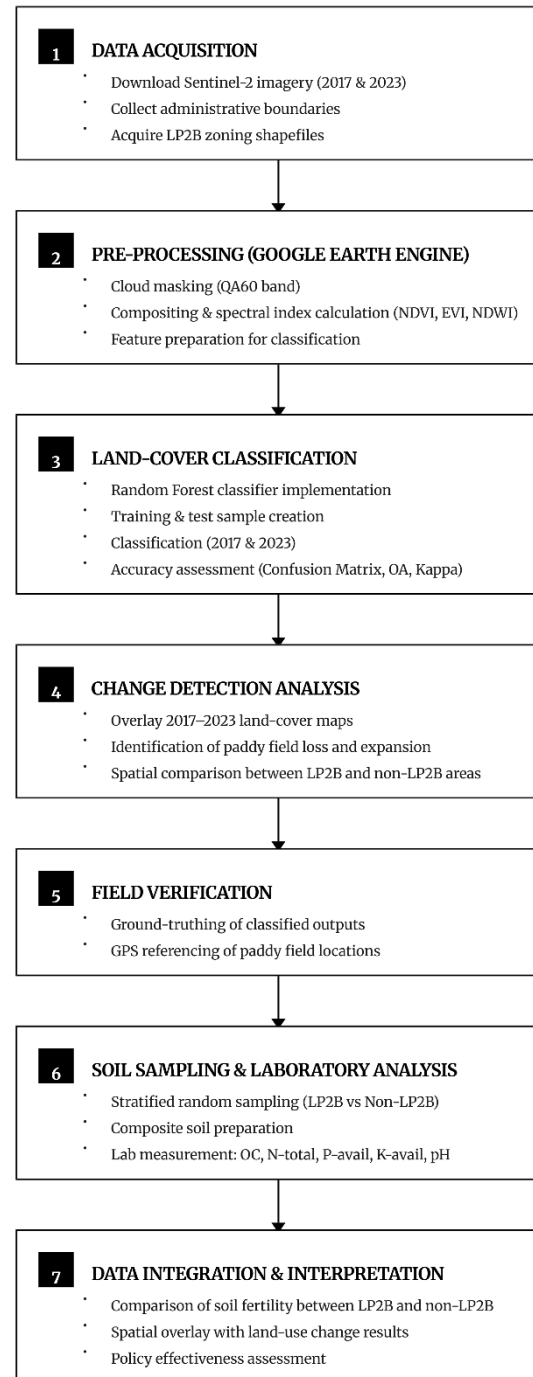 1 DATA ACQUISITION
• Download Sentinel-2 imagery (2017 & 2023)
• Collect administrative boundaries
• Acquire LP2B zoning shapefiles
2 PRE-PROCESSING (GOOGLE EARTH ENGINE)
• Cloud masking (QA60 band)
• Compositing & spectral index calculation (NDVI, EVI, NDWI)
• Feature preparation for classification
3 LAND-COVER CLASSIFICATION
• Random Forest classifier implementation
• Training & test sample creation
• Classification (2017 & 2023)
• Accuracy assessment (Confusion Matrix, OA, Kappa)
4 CHANGE DETECTION ANALYSIS
• Overlay 2017–2023 land-cover maps
• Identification of paddy field loss and expansion
• Spatial comparison between LP2B and non-LP2B areas
5 FIELD VERIFICATION
• Ground-truthing of classified outputs
• GPS referencing of paddy field locations
6 SOIL SAMPLING & LABORATORY ANALYSIS
• Stratified random sampling (LP2B vs Non-LP2B)
• Composite soil preparation
• Lab measurement: OC, N-total, P-avail, K-avail, pH
7 DATA INTEGRATION & INTERPRETATION
• Comparison of soil fertility between LP2B and non-LP2B
• Spatial overlay with land-use change results
• Policy effectiveness assessment